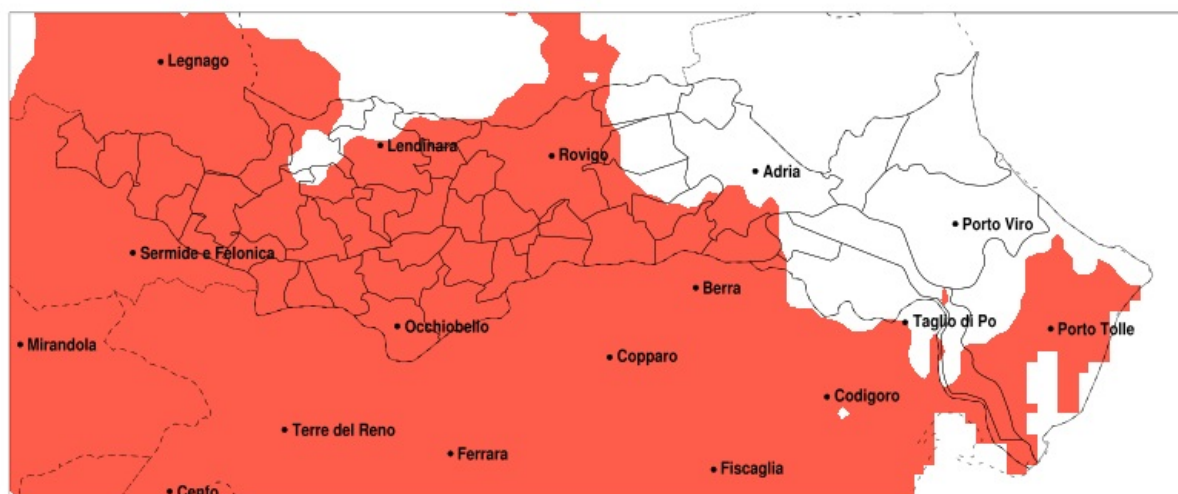 Legnago
Lendinara
Rovigo
Adria
Porto Viro
Sermide e Felonica
Berra
Occhiobello
Taglio di Po
Porto Tolle
Mirandola
Copparo
Codigoro
Terre del Reno
Ferrara
Fiscaglia
Cento